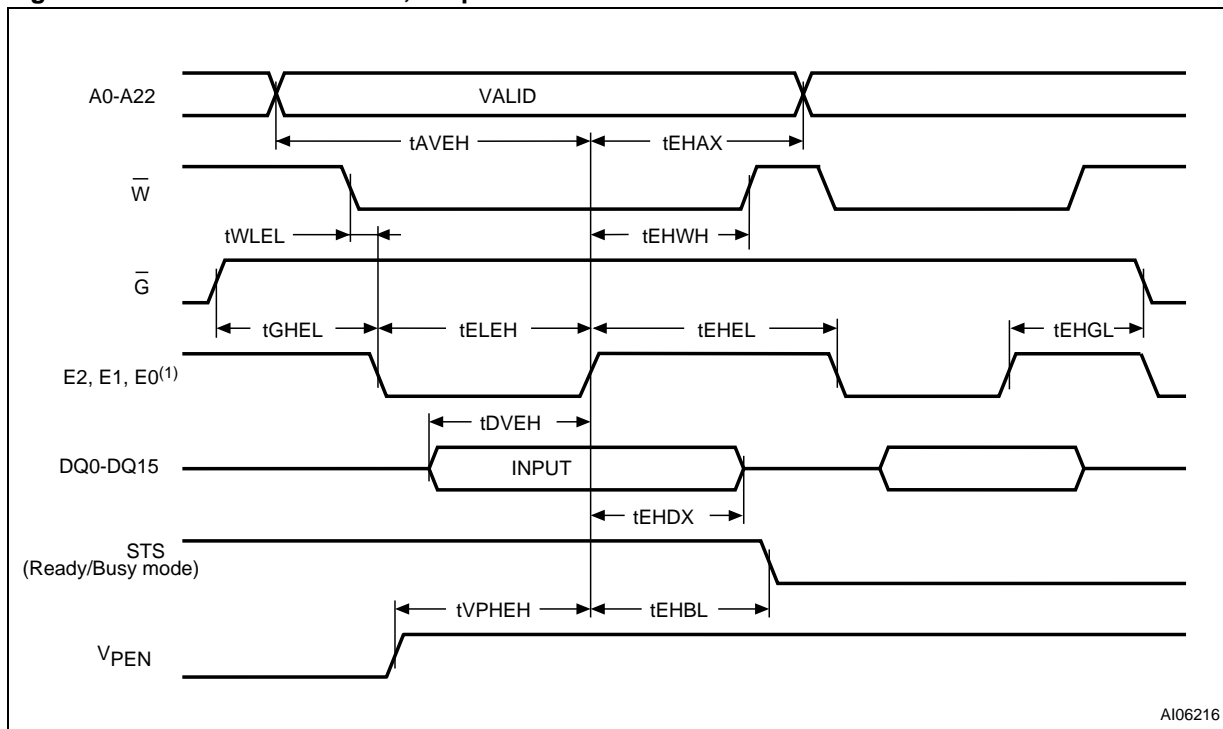 A0-A22
VALID
tAVEH
tEHAX
W
tWLEL
tEHWH
G
tGHEL
tELEH
tEHEL
tEHGL
E2, E1, E0(1)
tDVEH
DQ0-DQ15
INPUT
tEHDX
STS
(Ready/Busy mode)
tVPHEH
tEHBL
VPEN
AI06216